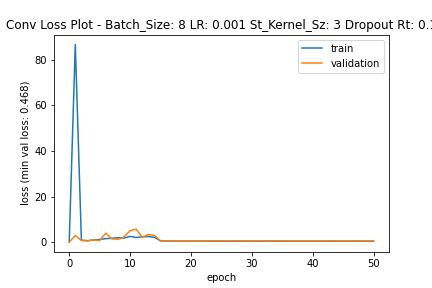 Conv Loss Plot - Batch_Size: 8 LR: 0.001 St_Kernel_Sz: 3 Dropout Rt: 0.1
train
validation
80
60
40
20
0
loss (min val loss: 0.468)
0 10 20 30 40 50
epoch